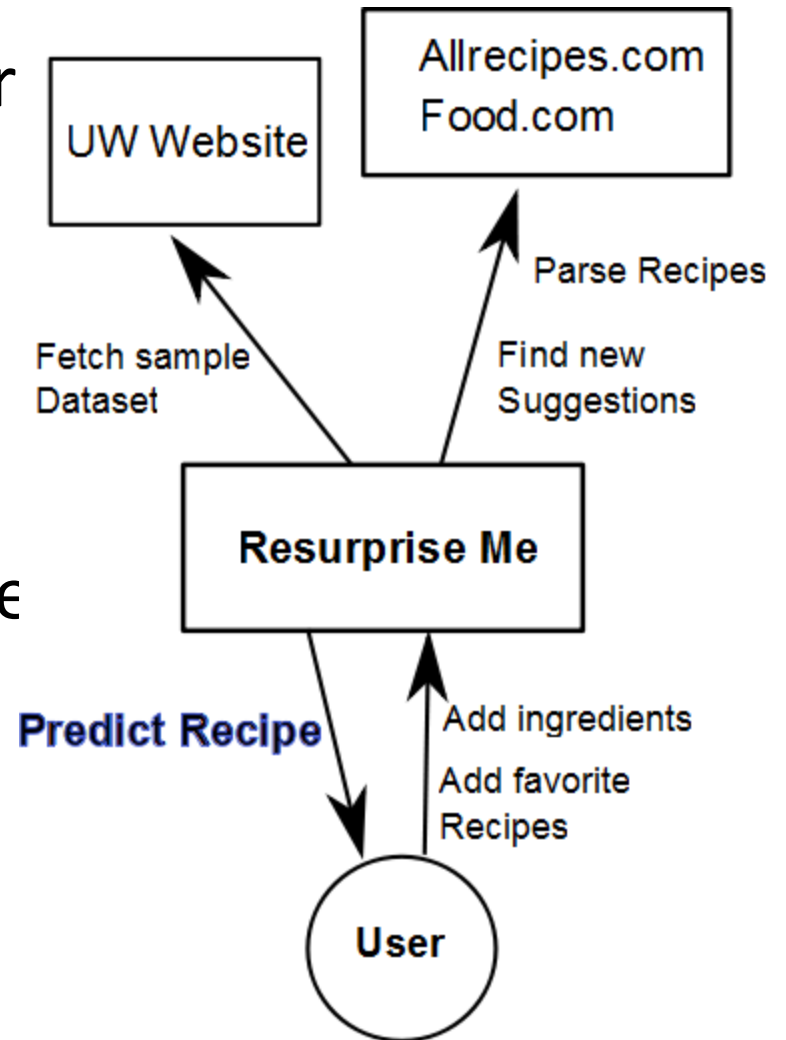 r
Allrecipes.com
Food.com
UW Website
Parse Recipes
Fetch sample
Dataset
Find new
Suggestions
Resurprise Me
e
Predict Recipe
Add ingredients
Add favorite
Recipes
User